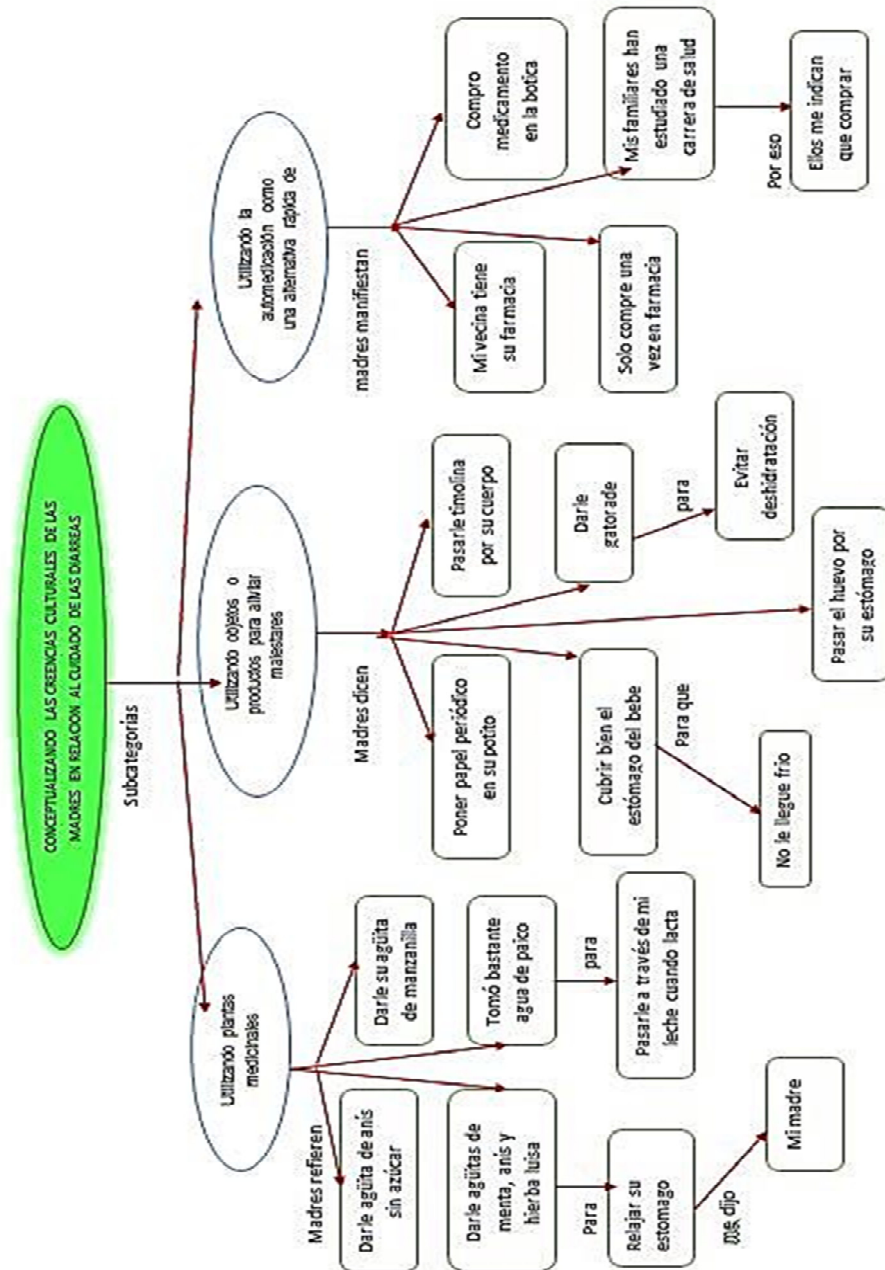 CONCEPTUALIZANDO LAS CREENCIAS CULTURALES DE LAS
MADRES EN RELACION AL CUIDADO DE LAS DIARREAS
Subcategorías
Utilizando plantas
medicinales
Madres refieren
Darle agüita de anís
sin azúcar
Darle su agüita
de manzanilla
Darle agüitas de
menta, anís y
hierba luisa
Tomó bastante
agua de paico
Para
para
Relajar su
estomago
Pasarle a través de mi
leche cuando lacta
me dijo
Mi madre
Utilizando objetos o
productos para aliviar
malestares
Madres dicen
Poner papel periódico
en su potito
Pasarle timolina
por su cuerpo
Cubrir bien el
estómago del bebe
Darle
gatorade
Para que
para
No le llegue frio
Evitar
deshidratación
Pasar el huevo por
su estómago
Utilizando la
automedicación como
una alternativa rápida de
madres manifiestan
Mi vecina tiene
su farmacia
Compro
medicamento
en la botica
Solo compre una
vez en farmacia
Mis familiares han
estudiado una
carrera de salud
Por eso
Ellos me indican
que comprar